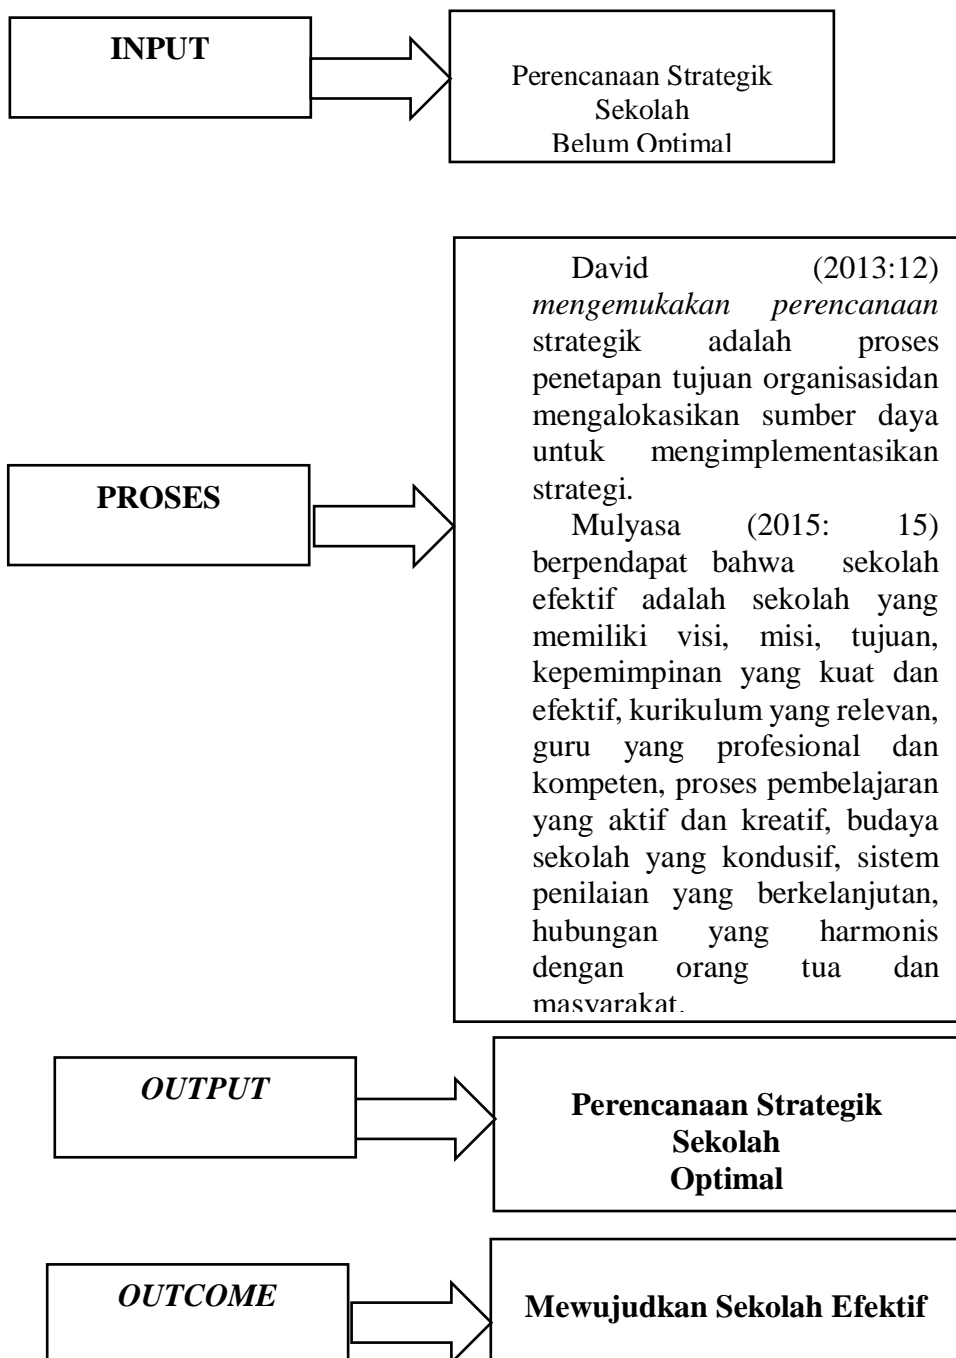 INPUT
Perencanaan Strategik
Sekolah
Belum Optimal
PROSES
David (2013:12)
mengemukakan perencanaan
strategik adalah proses
penetapan tujuan organisasidan
mengalokasikan sumber daya
untuk mengimplementasikan
strategi.
Mulyasa (2015: 15)
berpendapat bahwa sekolah
efektif adalah sekolah yang
memiliki visi, misi, tujuan,
kepemimpinan yang kuat dan
efektif, kurikulum yang relevan,
guru yang profesional dan
kompeten, proses pembelajaran
yang aktif dan kreatif, budaya
sekolah yang kondusif, sistem
penilaian yang berkelanjutan,
hubungan yang harmonis
dengan orang tua dan
masyarakat.
OUTPUT
Perencanaan Strategik
Sekolah
Optimal
OUTCOME
Mewujudkan Sekolah Efektif